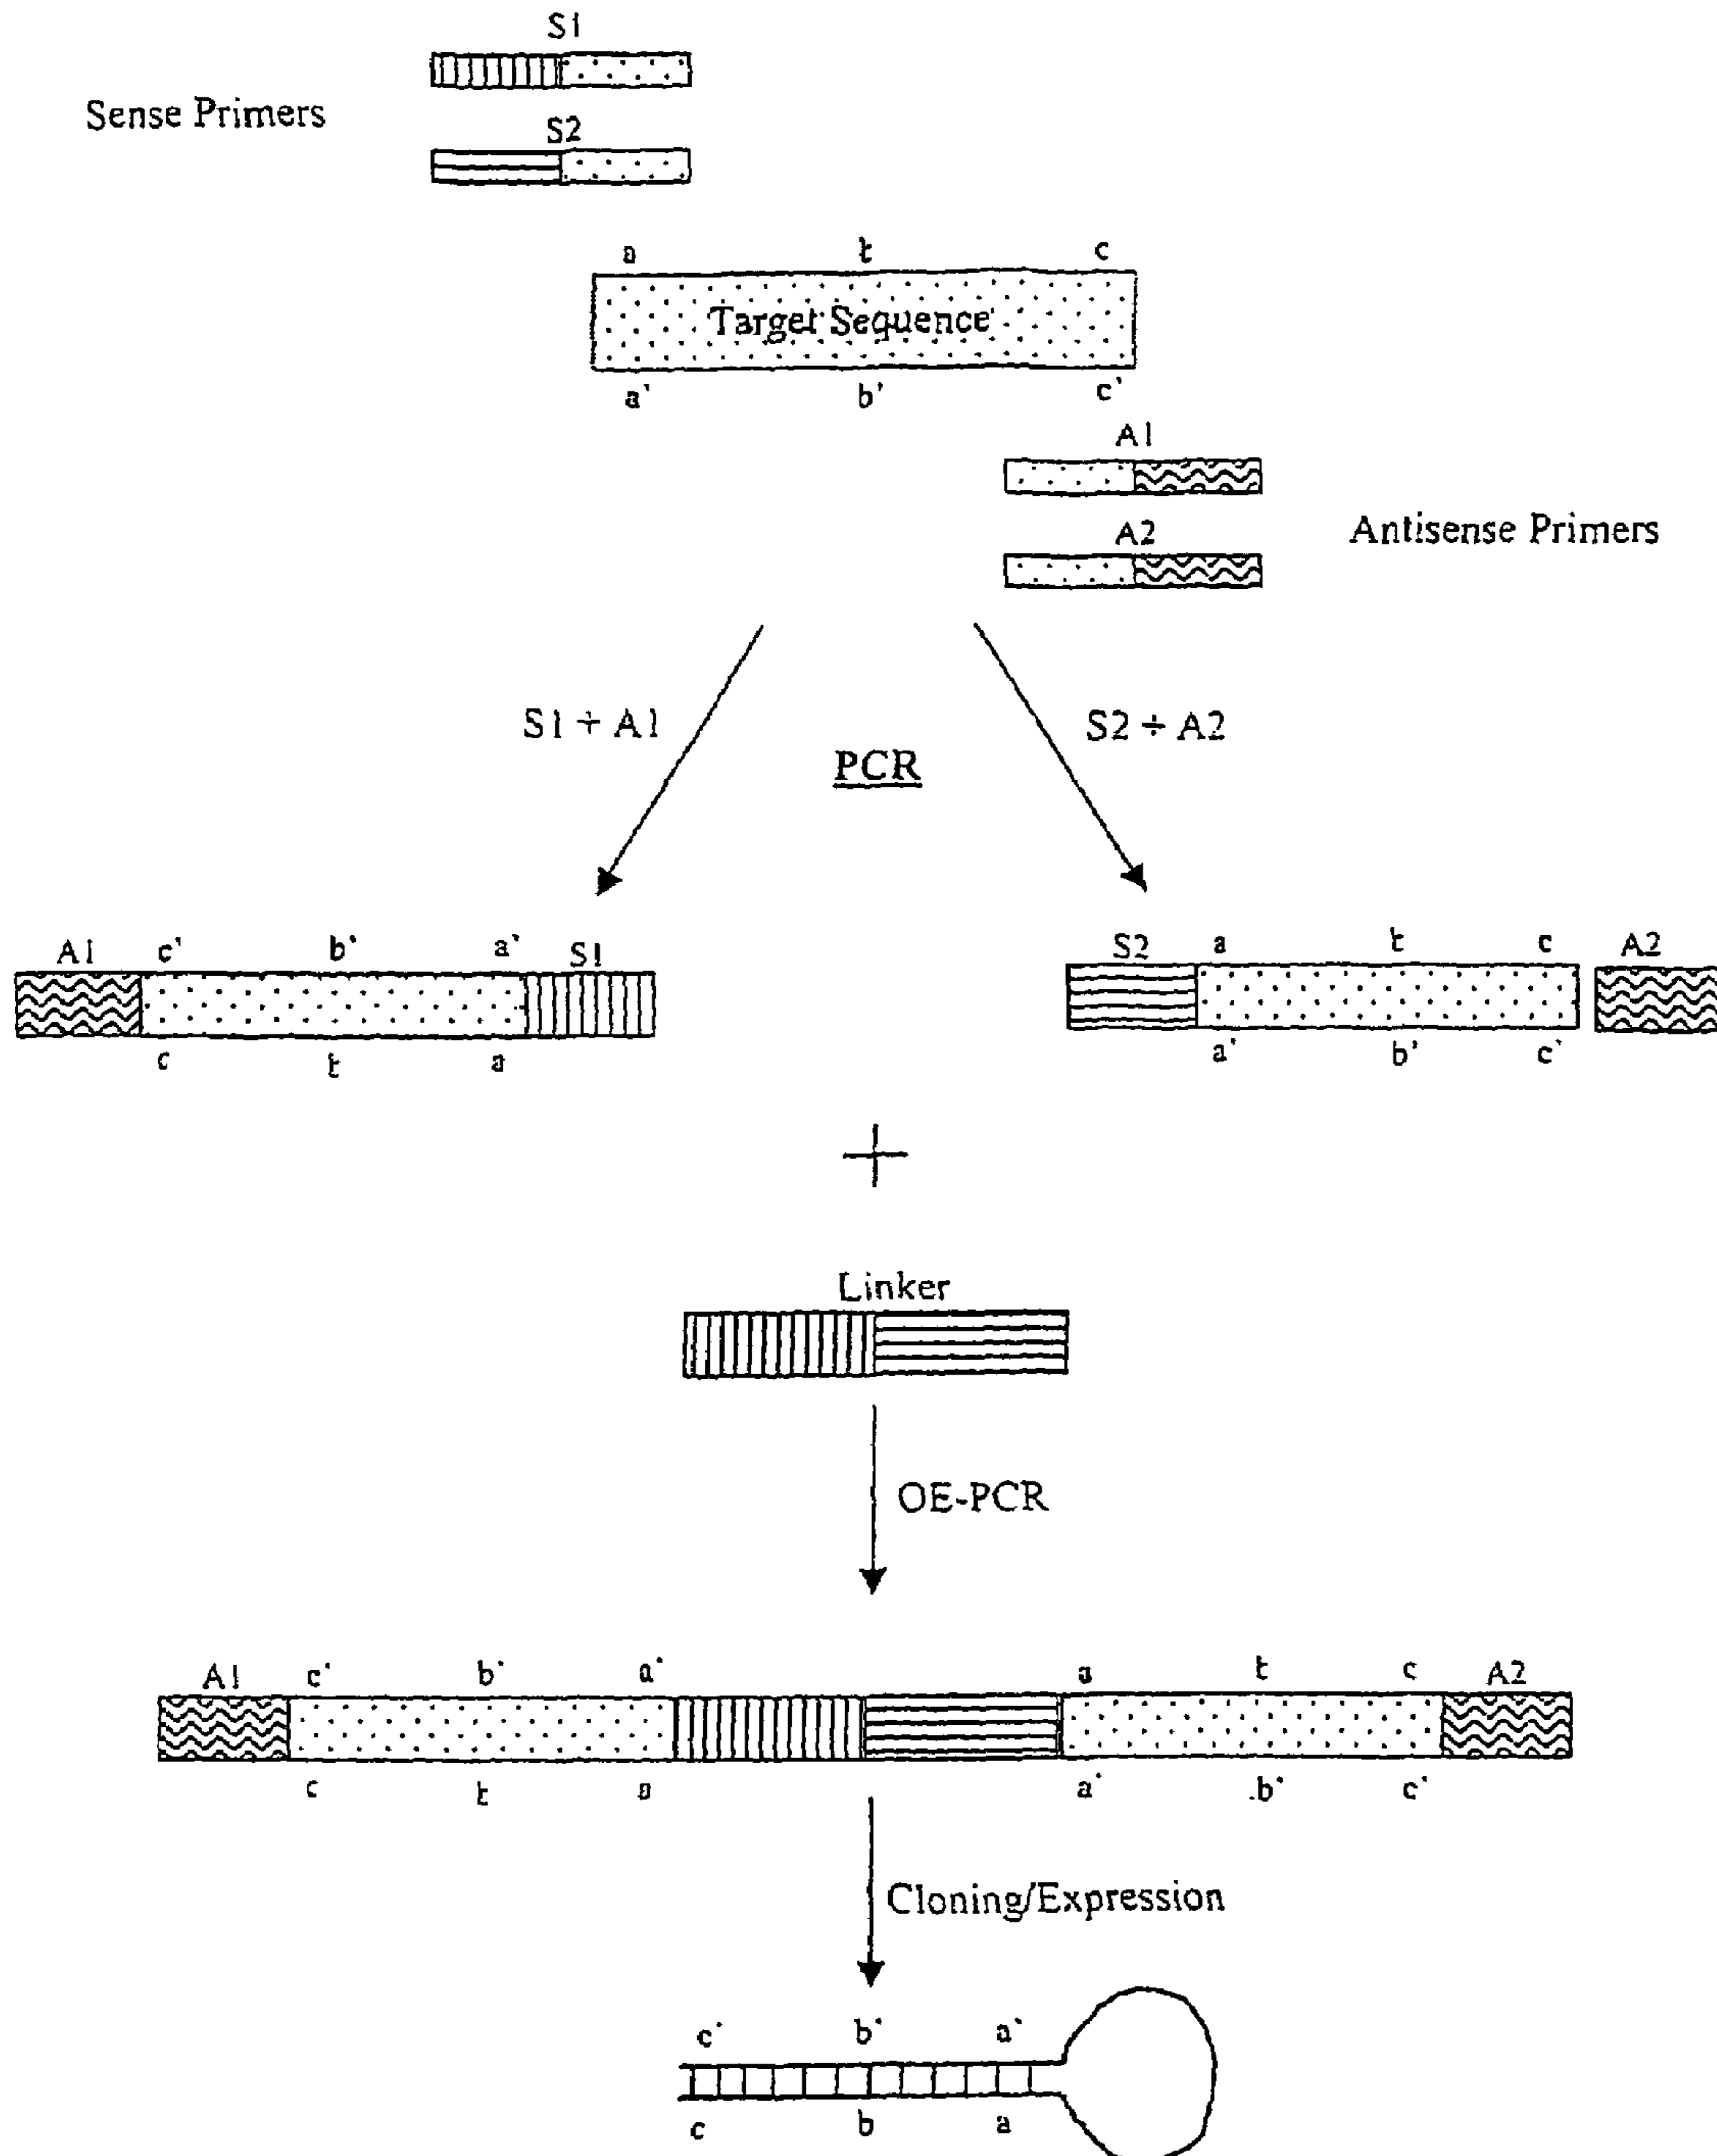 S1
Sense Primers
S2
a t c
Target Sequence
a' b' c'
A1
A2
Antisense Primers
S1 + A1
S2 ÷ A2
PCR
A1 c' b' a' S1
c t a
S2 a t c A2
a' b' c'
+
Linker
OE-PCR
A1 c' b' a' a t c A2
c t a a' b' c'
Cloning/Expression
c' b' a'
c b a